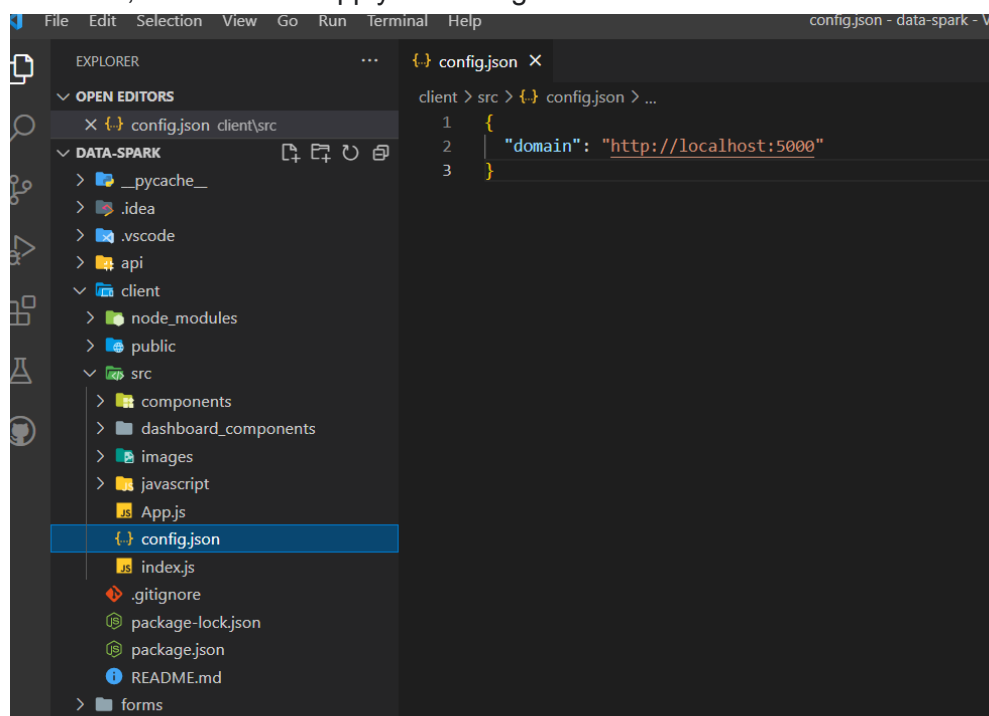 File Edit Selection View Go Run Terminal Help
config.json - data-spark - V
EXPLORER
OPEN EDITORS
config.json client\src
DATA-SPARK
__pycache__
.idea
.vscode
api
client
node_modules
public
src
components
dashboard_components
images
javascript
App.js
config.json
index.js
.gitignore
package-lock.json
package.json
README.md
forms
config.json
client > src > {..} config.json > ...
1 {
2 "domain": "http://localhost:5000"
3 }